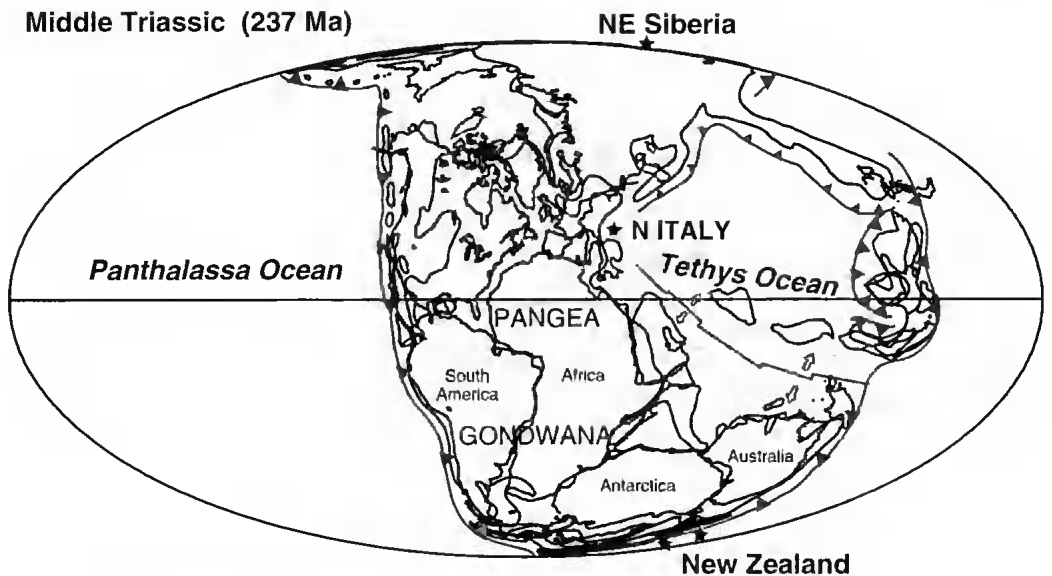 Middle Triassic (237 Ma)
NE Siberia
N ITALY
Panthalassa Ocean
Tethys Ocean
PANGEA
South
America
Africa
GONDWANA
Australia
Antarctica
New Zealand